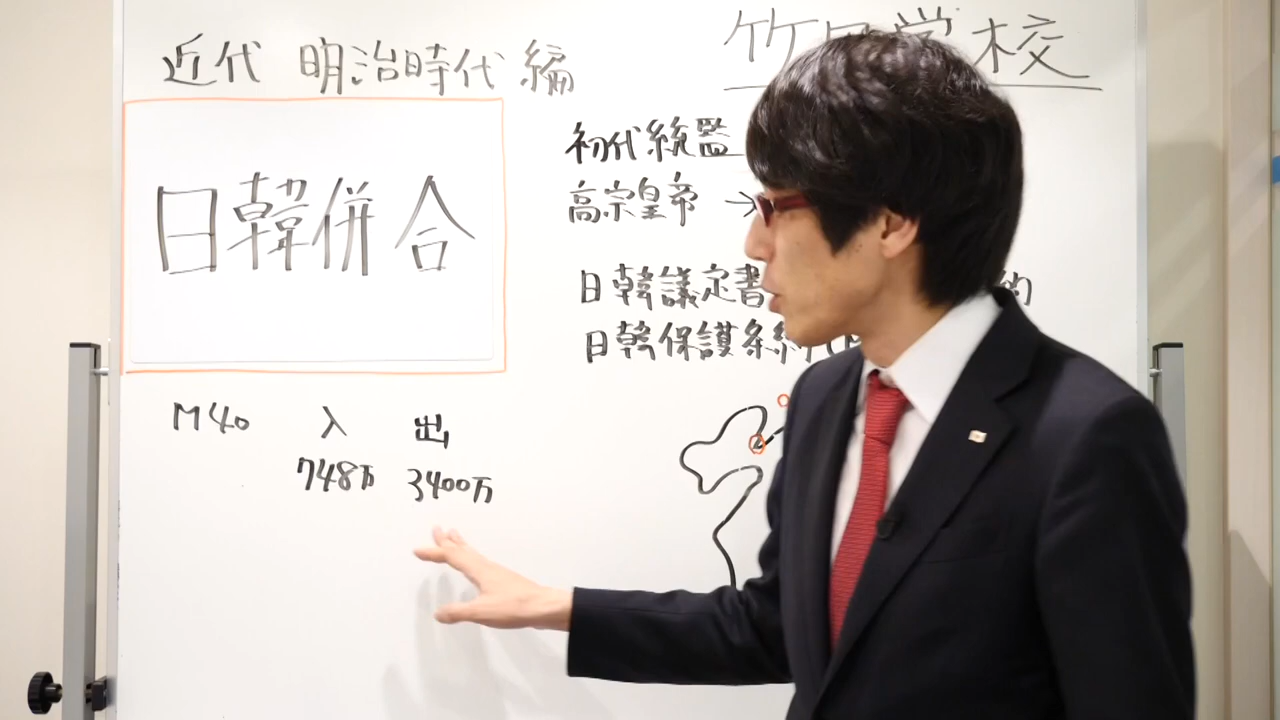 近代 明治時代編
日韓併合
M40 入 出
748万 3400万
竹田学校
初代統監
高宗皇帝 →
日韓議定書 約
日韓保護条約